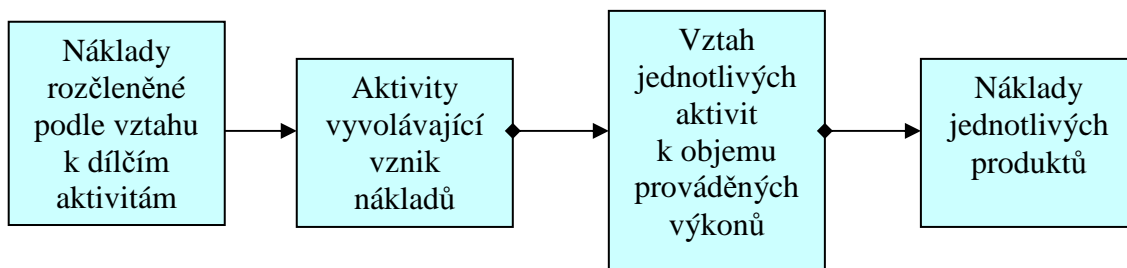 Náklady
rozčleněné
podle vztahu
k dílčím
aktivitám
Aktivity
vyvolávající
vznik
nákladů
Vztah
jednotlivých
aktivit
k objemu
prováděných
výkonů
Náklady
jednotlivých
produktů